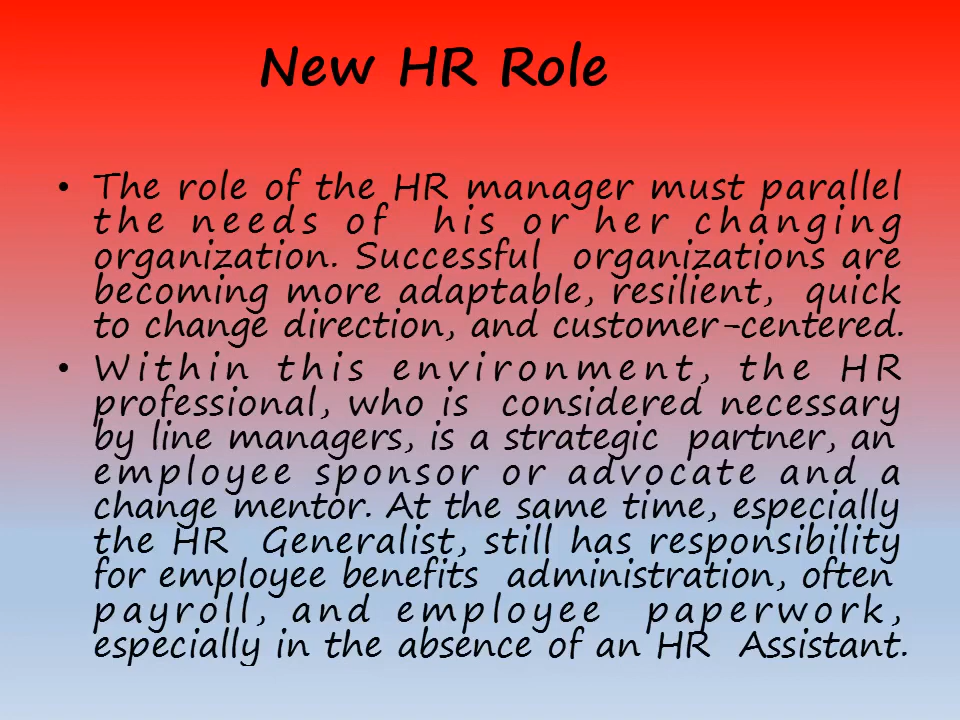 New HR Role
• The role of the HR manager must parallel
the needs of his or her changing
organization. Successful organizations are
becoming more adaptable, resilient, quick
to change direction, and customer-centered.
• Within this environment, the HR
professional, who is considered necessary
by line managers, is a strategic partner, an
employee sponsor or advocate and a
change mentor. At the same time, especially
the HR Generalist, still has responsibility
for employee benefits administration, often
payroll, and employee paperwork,
especially in the absence of an HR Assistant.